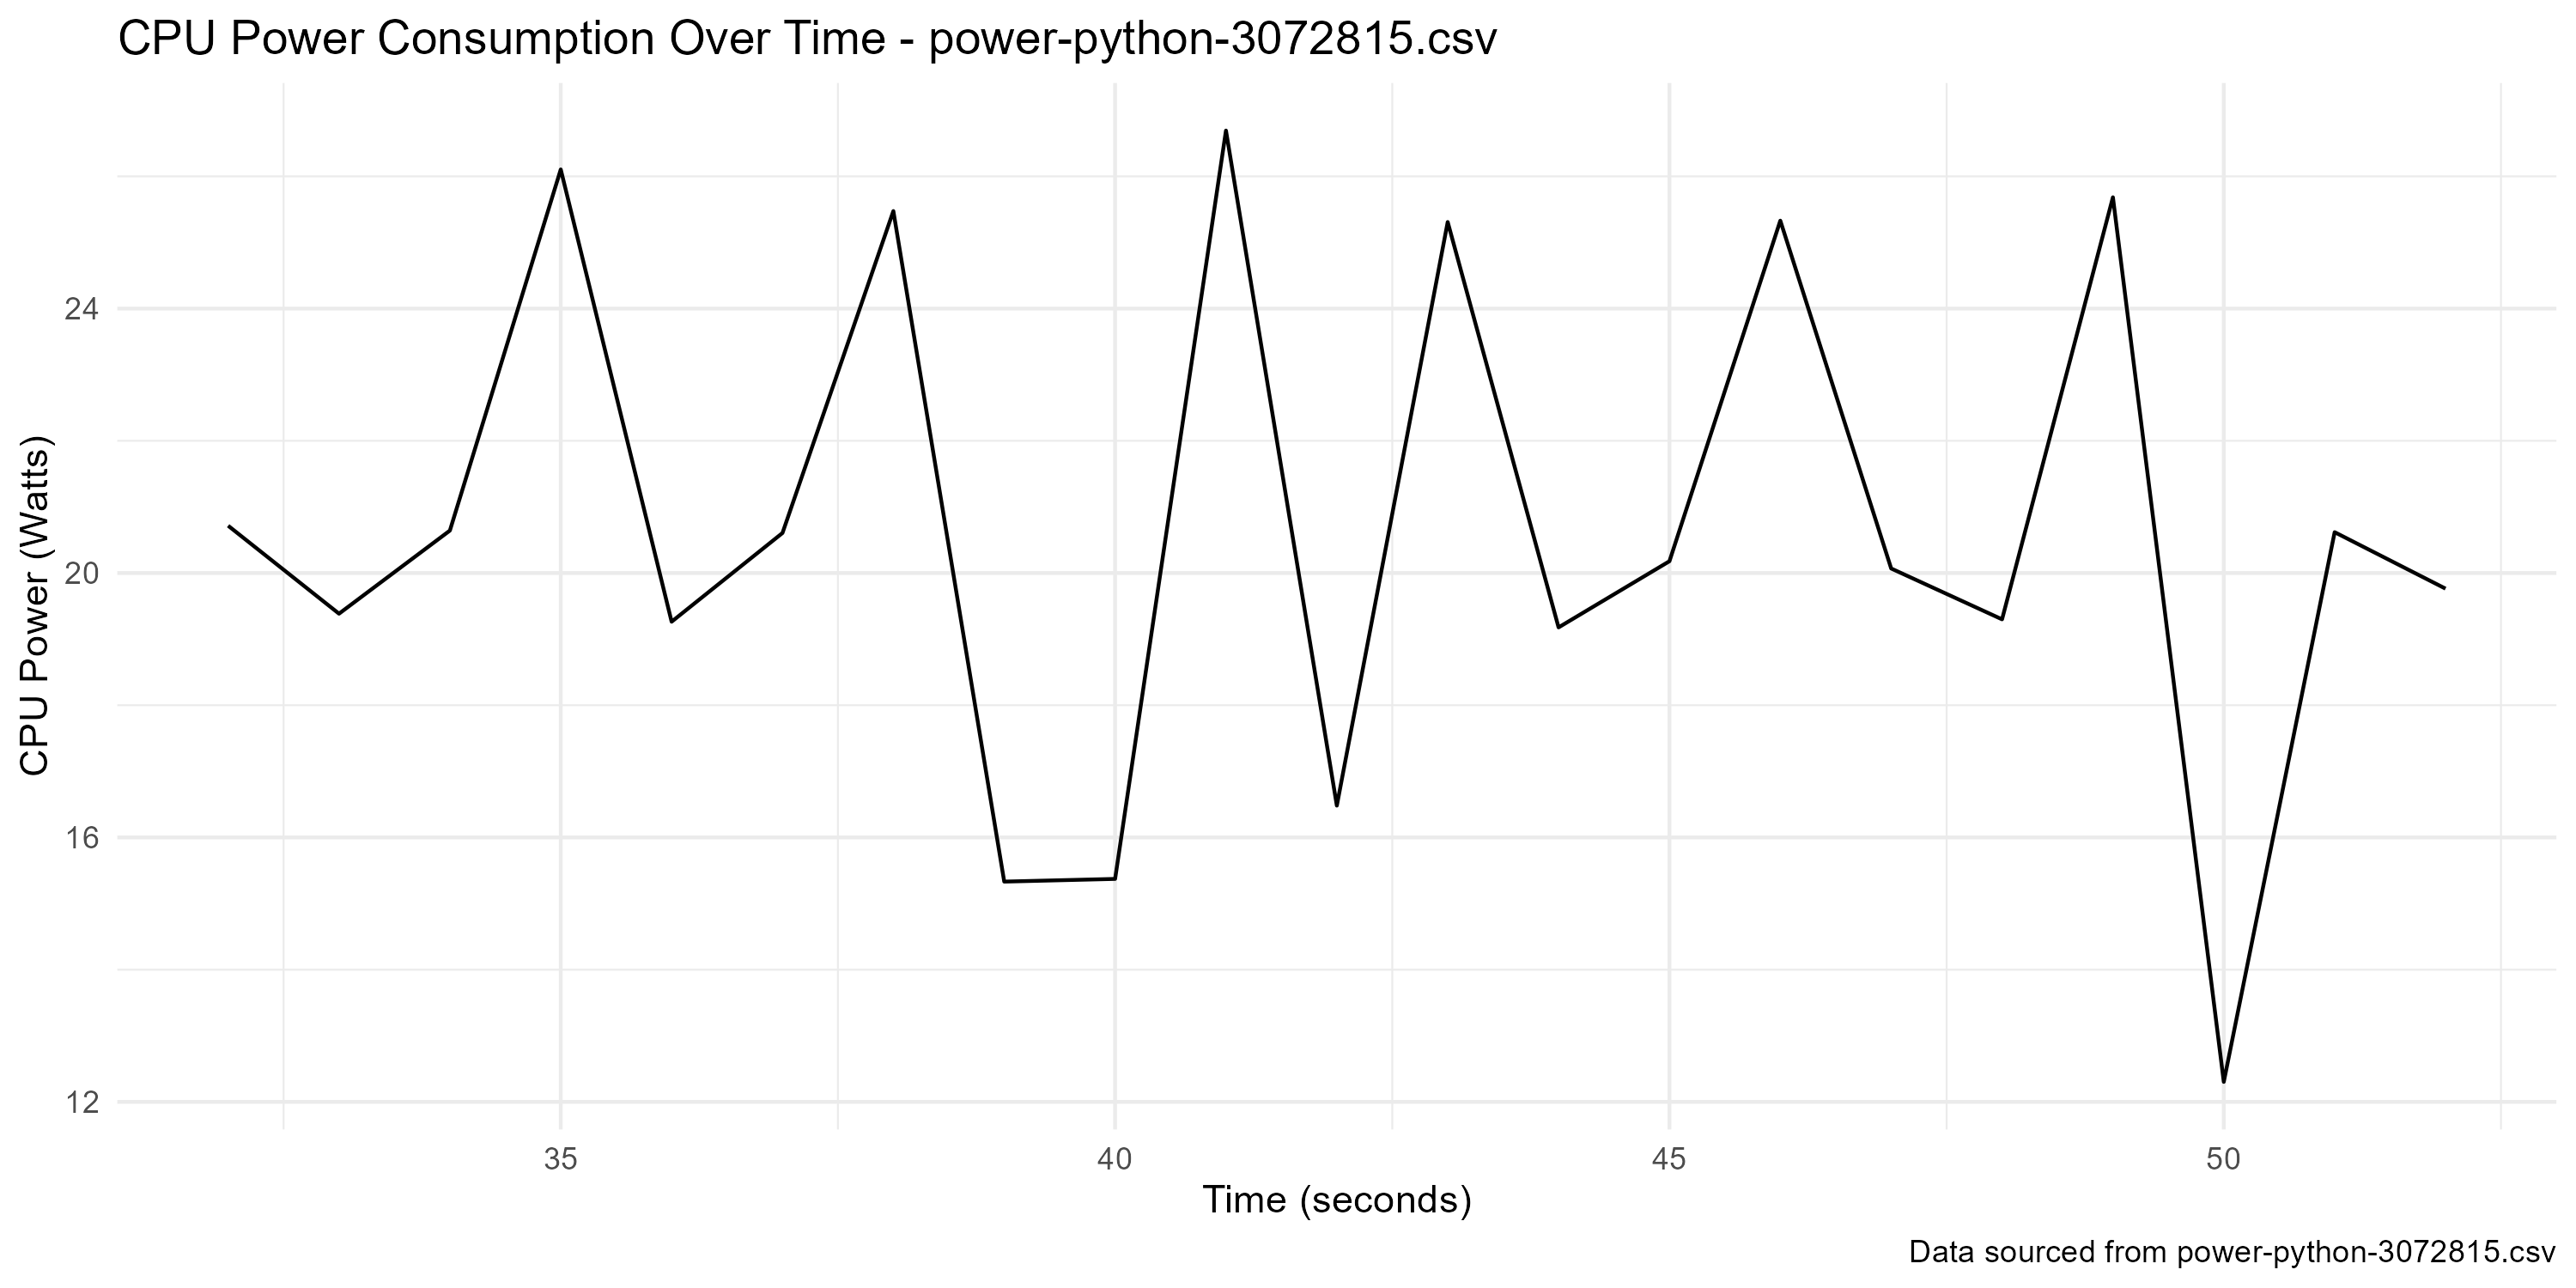 CPU Power Consumption Over Time - power-python-3072815.csv
CPU Power (Watts)
24
20
16
12
35 40 45 50
Time (seconds)
Data sourced from power-python-3072815.csv